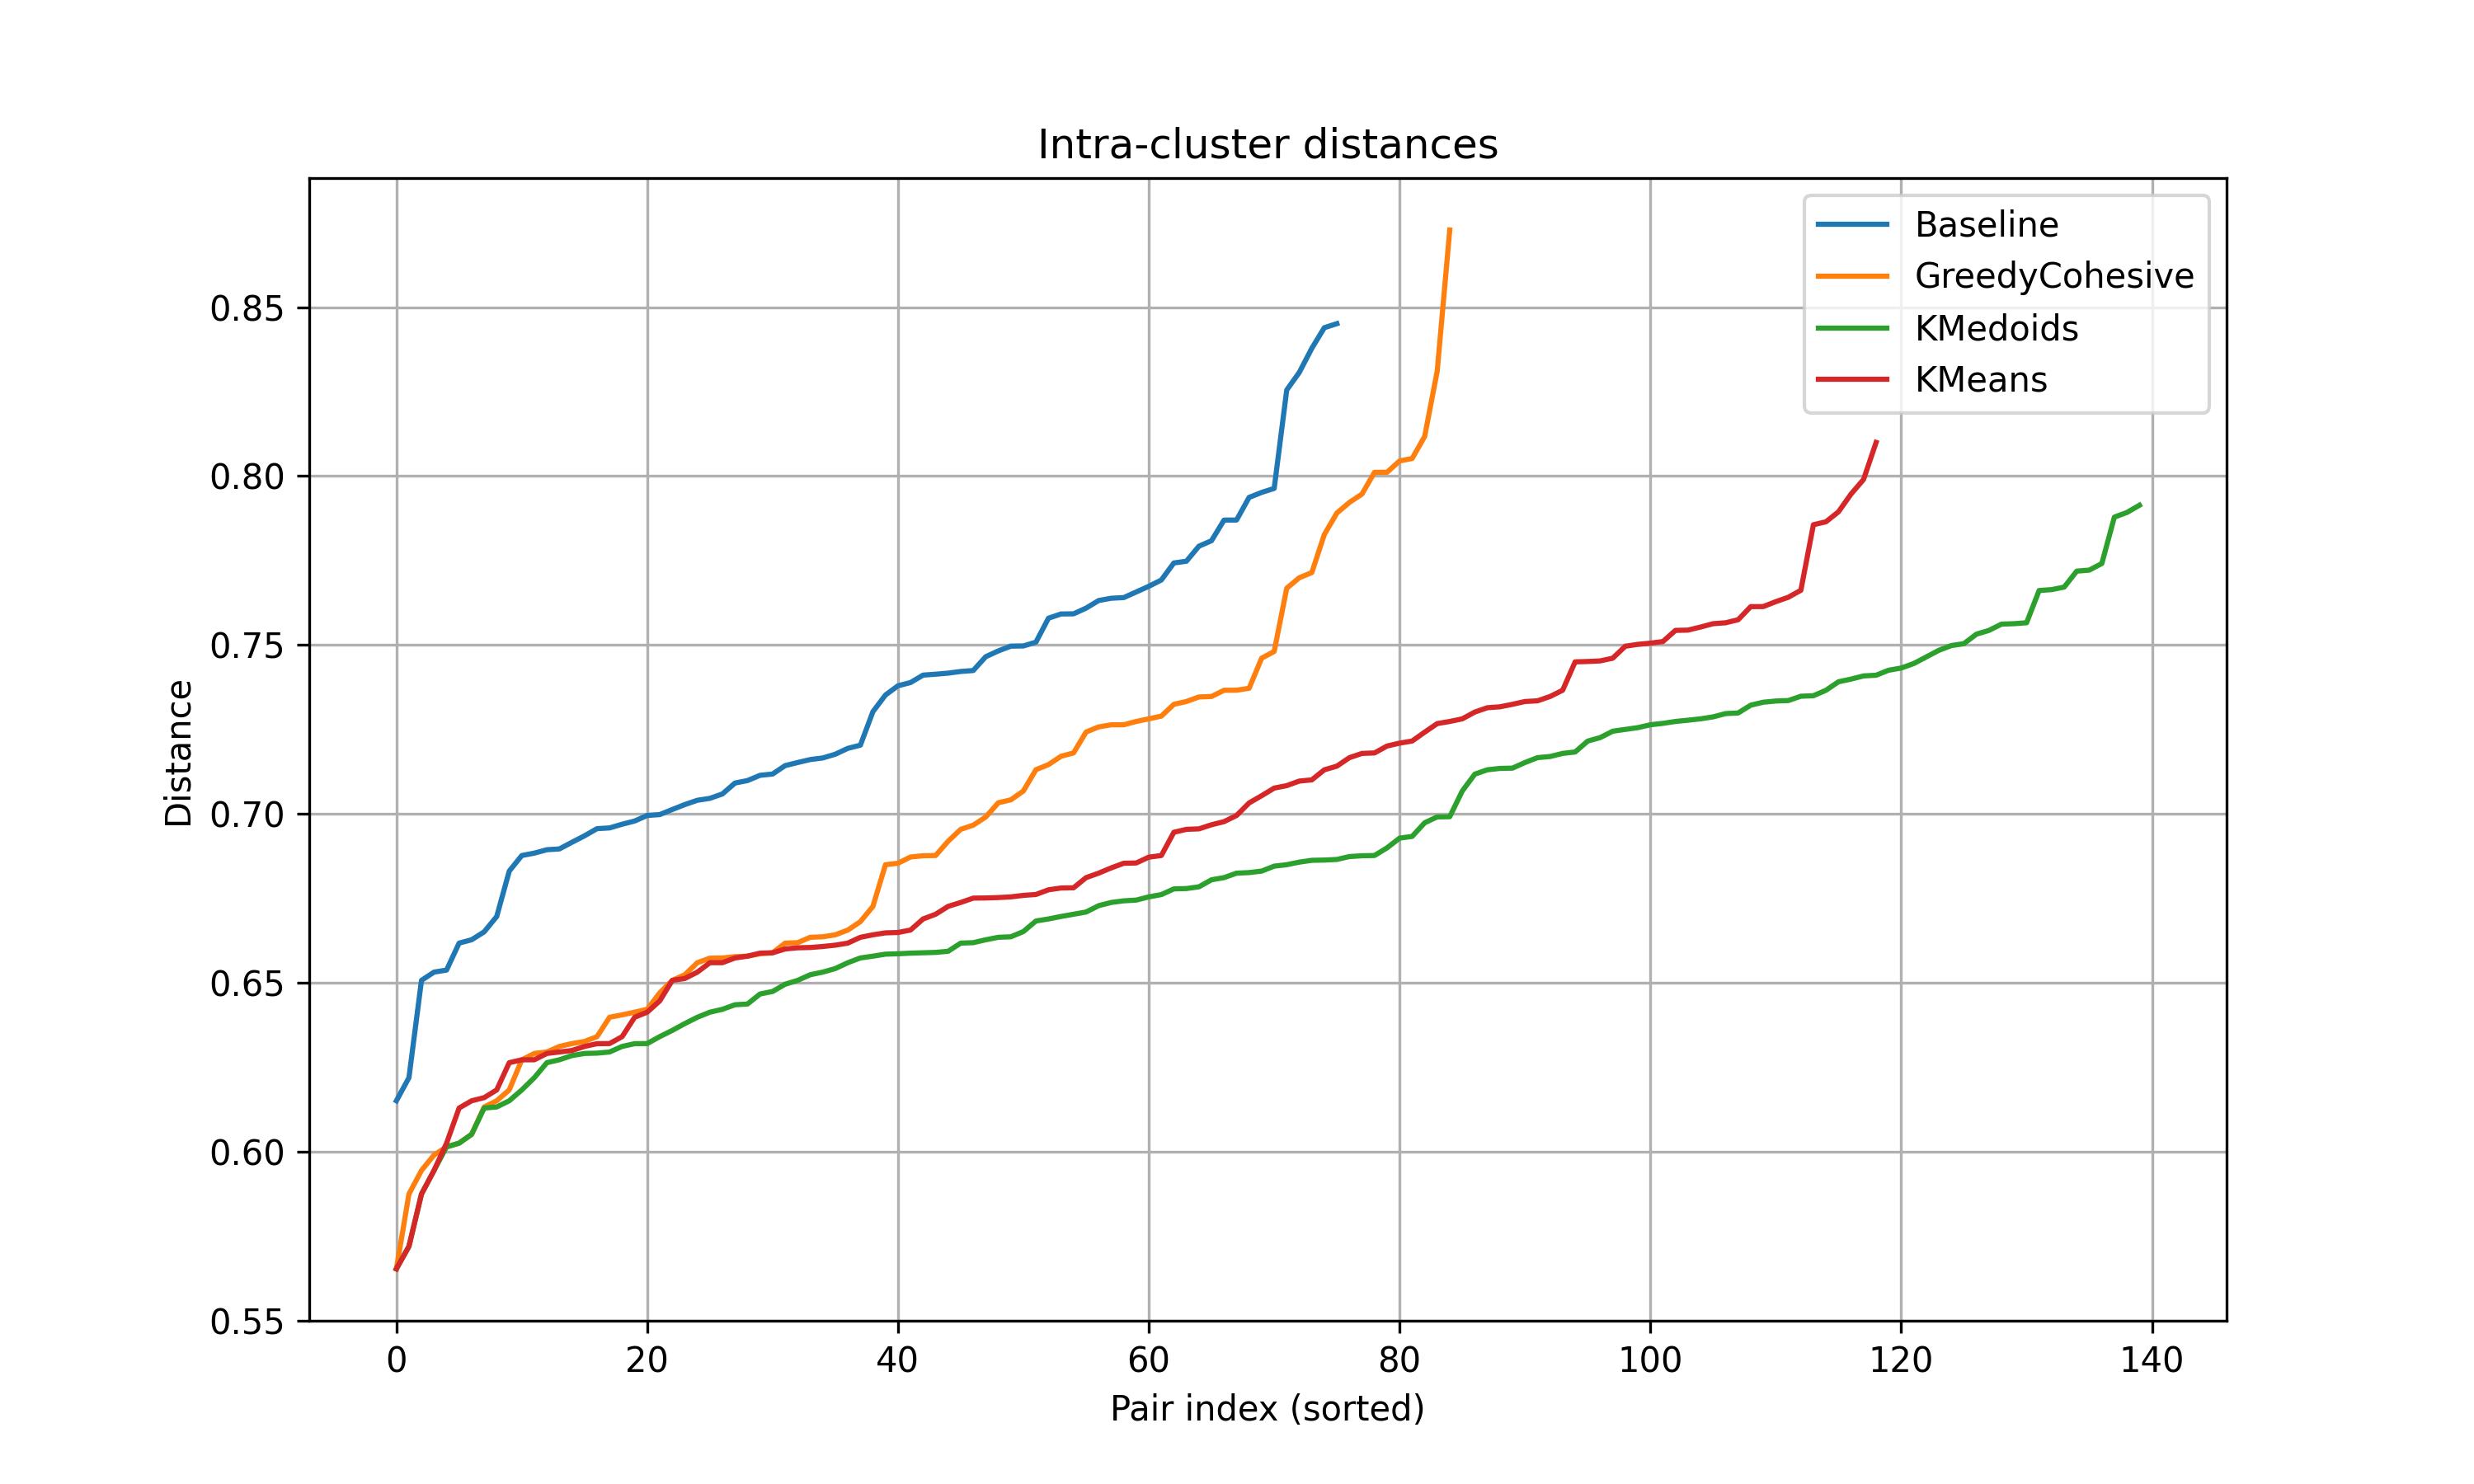 Intra-cluster distances
Baseline
GreedyCohesive
KMedoids
KMeans
Distance
0.85
0.80
0.75
0.70
0.65
0.60
0.55
0 20 40 60 80 100 120 140
Pair index (sorted)